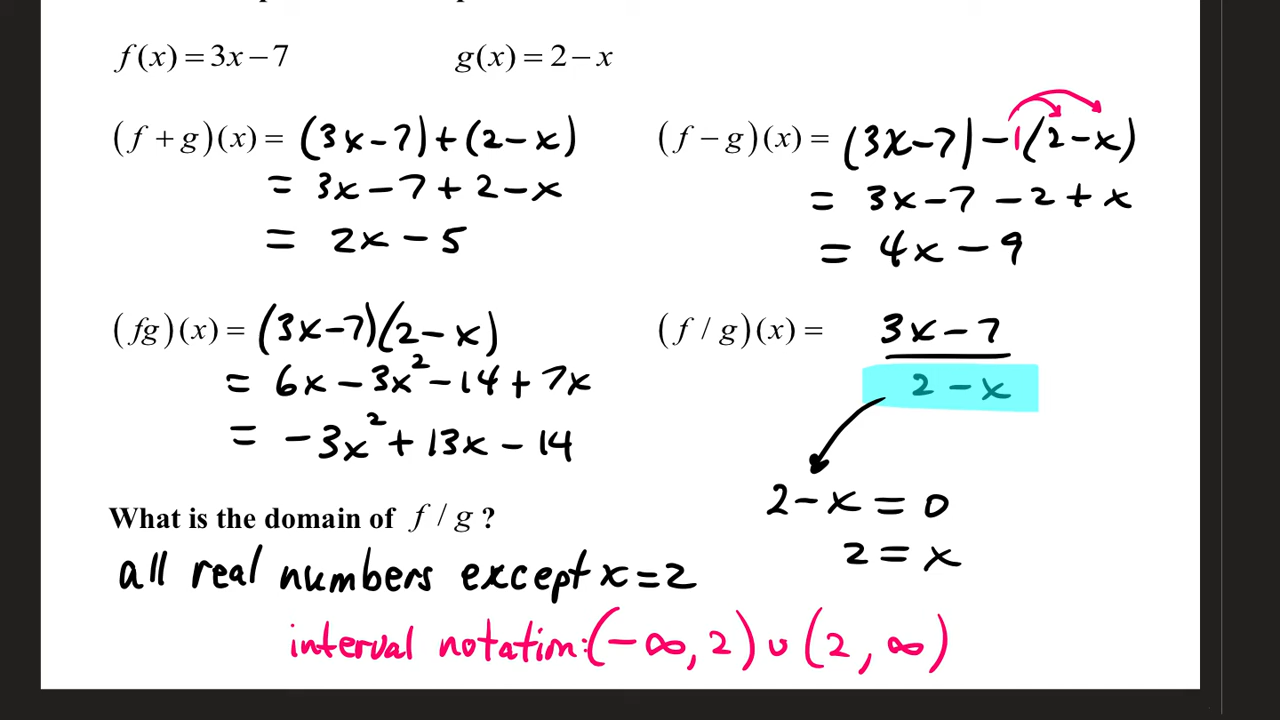 f(x) = 3x − 7
g(x) = 2 − x
(f + g)(x) = (3x − 7) + (2 − x)
= 3x − 7 + 2 − x
= 2x − 5
(f − g)(x) = (3x − 7) − 1(2 − x)
= 3x − 7 − 2 + x
= 4x − 9
(fg)(x) = (3x − 7)(2 − x)
= 6x − 3x² − 14 + 7x
= −3x² + 13x − 14
(f / g)(x) =
3x − 7
2 − x
2 − x = 0
2 = x
What is the domain of f / g ?
all real numbers except x = 2
interval notation: (−∞, 2) ∪ (2, ∞)